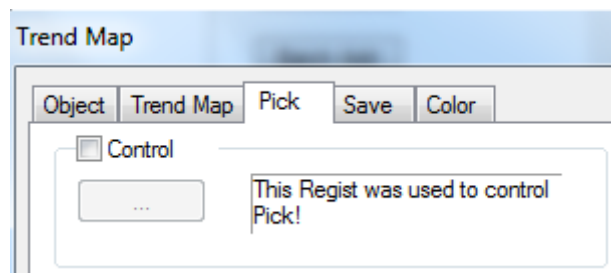 Trend Map
Object Trend Map Pick Save Color
Control
...
This Regist was used to control
Pick!